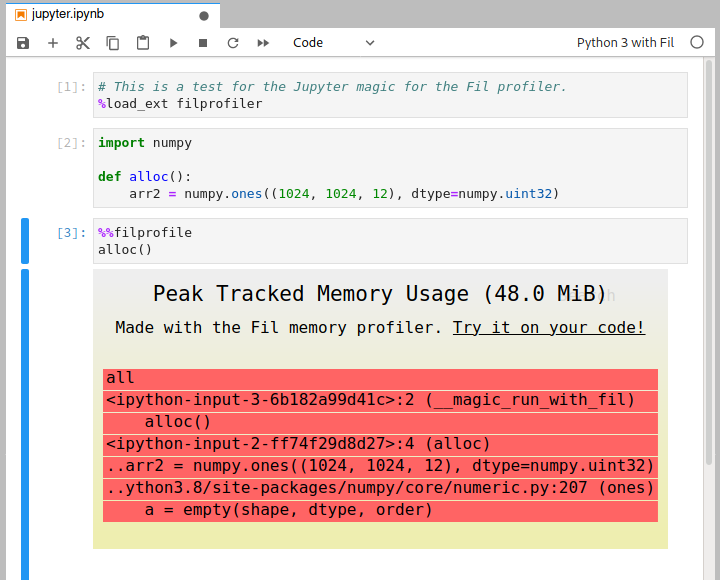 jupyter.ipynb
Code
Python 3 with Fil
[1]:
# This is a test for the Jupyter magic for the Fil profiler.
%load_ext filprofiler
[2]:
import numpy
def alloc():
    arr2 = numpy.ones((1024, 1024, 12), dtype=numpy.uint32)
[3]:
%%filprofile
alloc()
Peak Tracked Memory Usage (48.0 MiB)
Made with the Fil memory profiler. Try it on your code!
all
<ipython-input-3-6b182a99d41c>:2 (__magic_run_with_fil)
    alloc()
<ipython-input-2-ff74f29d8d27>:4 (alloc)
..arr2 = numpy.ones((1024, 1024, 12), dtype=numpy.uint32)
..ython3.8/site-packages/numpy/core/numeric.py:207 (ones)
    a = empty(shape, dtype, order)